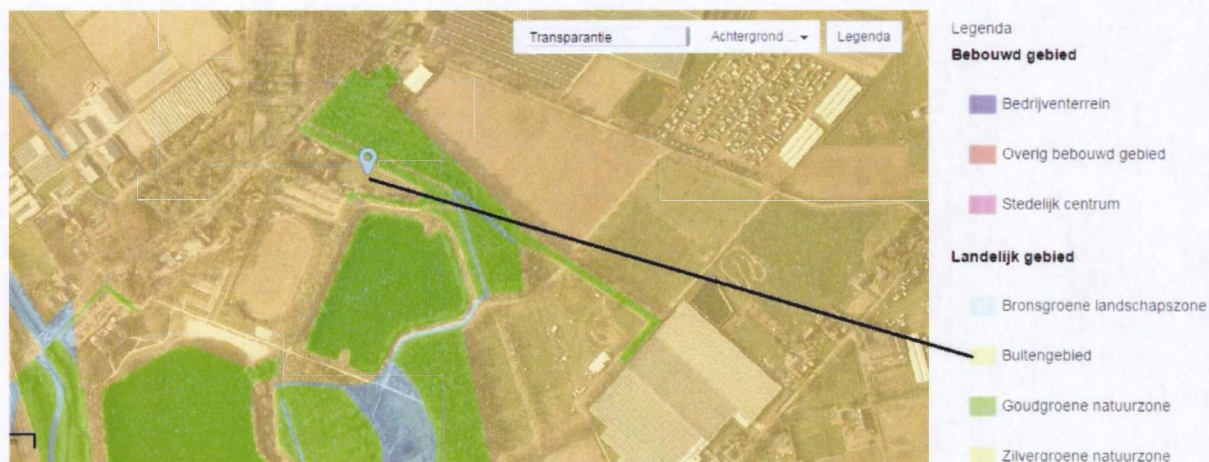 Transparantie
Achtergrond ...
Legenda
Legenda
Bebouwd gebied
Bedrijventerrein
Overig bebouwd gebied
Stedelijk centrum
Landelijk gebied
Bronsgroene landschapszone
Buitengebied
Goudgroene natuurzone
Zilvergroene natuurzone